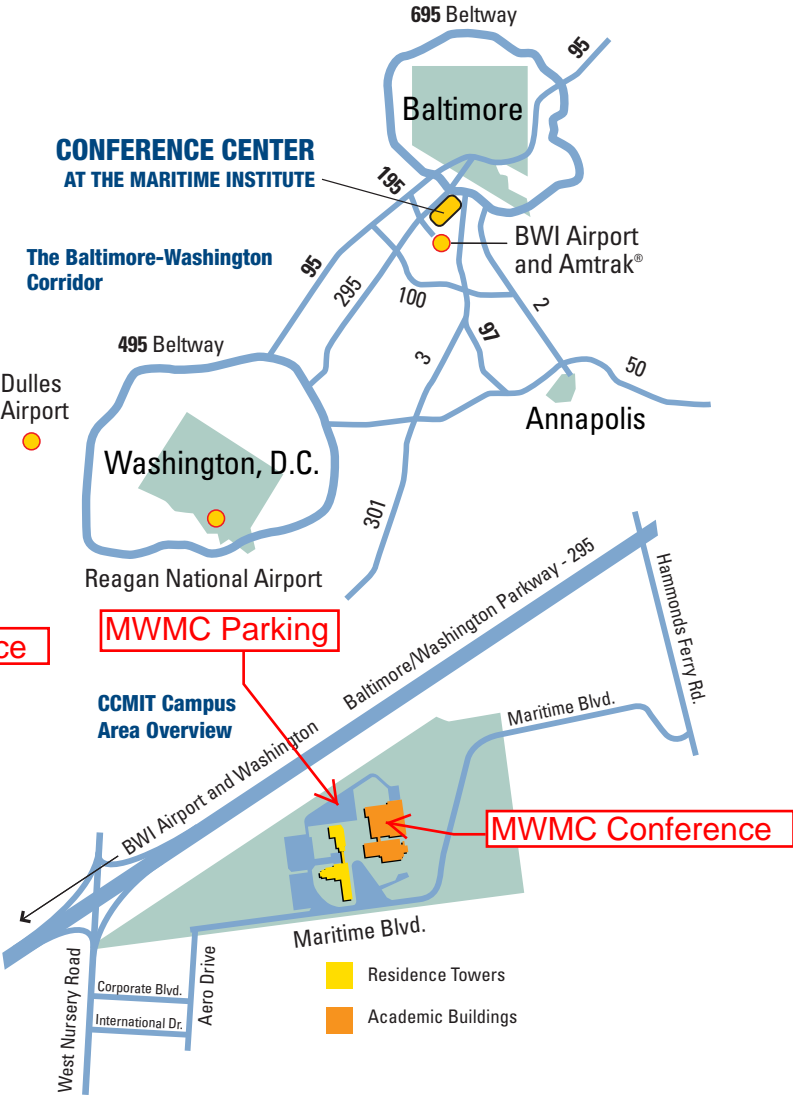 695 Beltway
95
Baltimore
CONFERENCE CENTER
AT THE MARITIME INSTITUTE
195
BWI Airport
and Amtrak®
The Baltimore-Washington
Corridor
95
295
100
2
97
3
50
495 Beltway
Dulles
Airport
Annapolis
Washington, D.C.
301
Reagan National Airport
ce
MWMC Parking
Baltimore/Washington Parkway - 295
Hammonds Ferry Rd.
CCMIT Campus
Area Overview
Maritime Blvd.
BWI Airport and Washington
MWMC Conference
Maritime Blvd.
West Nursery Road
Aero Drive
Corporate Blvd.
International Dr.
Residence Towers
Academic Buildings